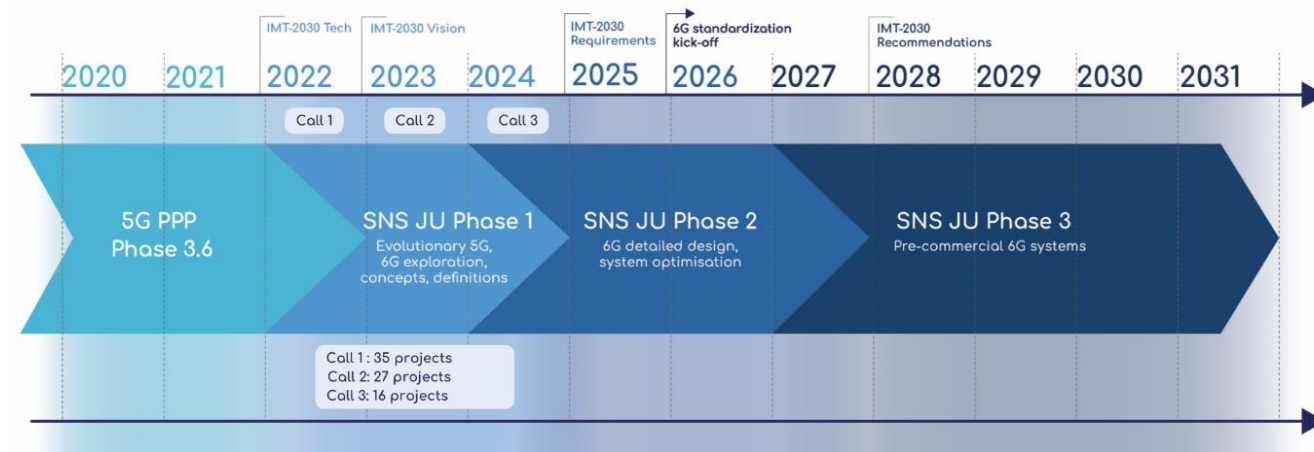 IMT-2030 Tech
IMT-2030 Vision
IMT-2030
Requirements
6G standardization
kick-off
IMT-2030
Recommendations
2020
2021
2022
2023
2024
2025
2026
2027
2028
2029
2030
2031
Call 1
Call 2
Call 3
5G PPP
Phase 3.6
SNS JU Phase 1
Evolutionary 5G,
6G exploration,
concepts, definitions
SNS JU Phase 2
6G detailed design,
system optimisation
SNS JU Phase 3
Pre-commercial 6G systems
Call 1: 35 projects
Call 2: 27 projects
Call 3: 16 projects